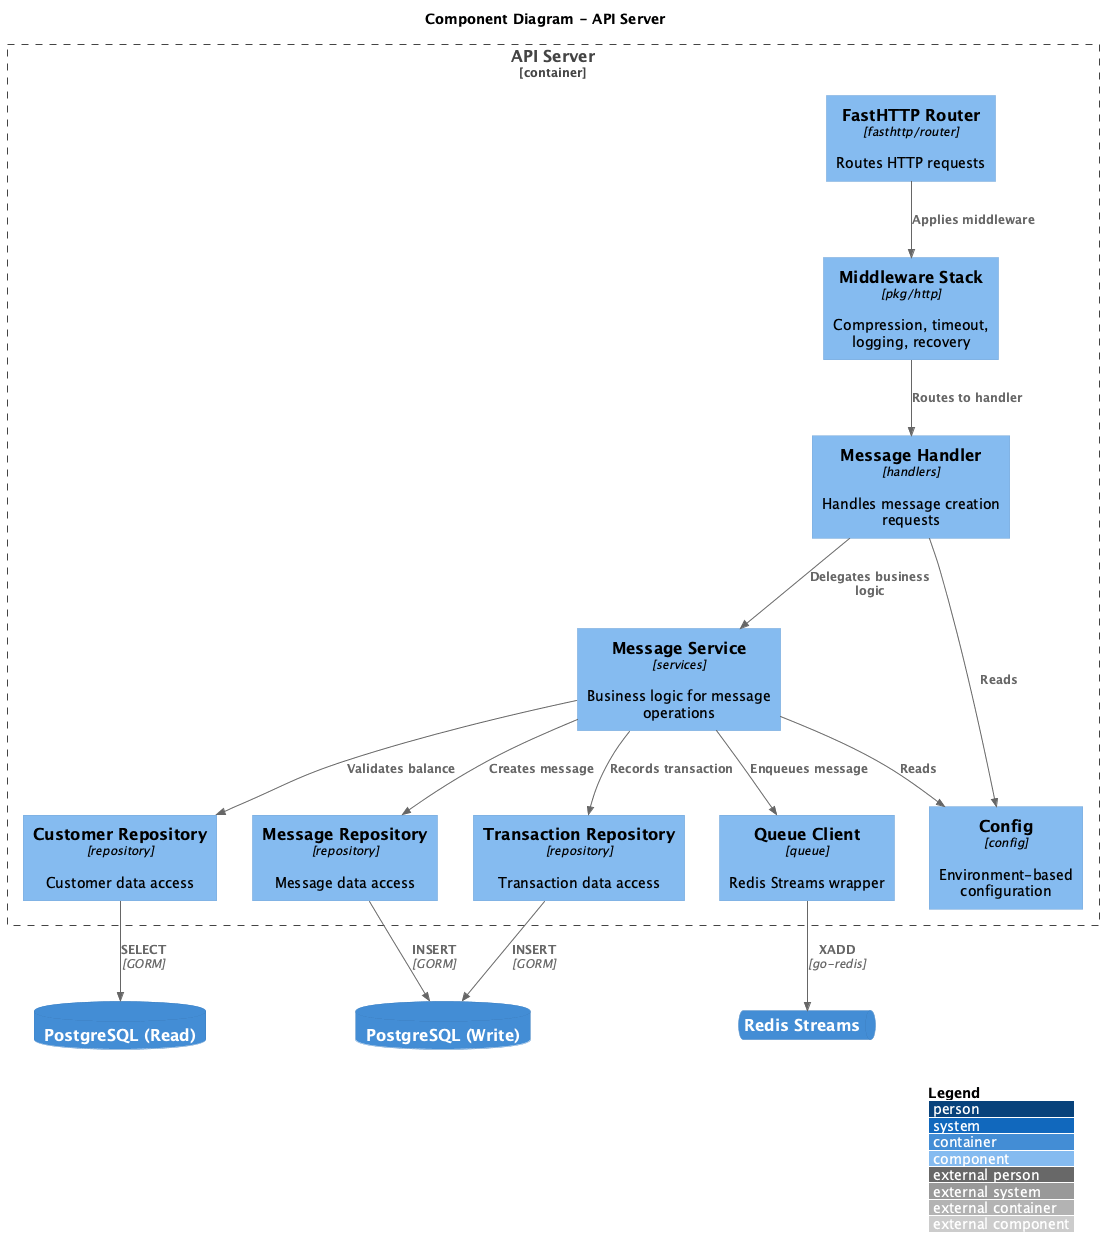 Component Diagram - API Server
API Server
[container]
FastHTTP Router
[fasthttp/router]
Routes HTTP requests
Applies middleware
Middleware Stack
[pkg/http]
Compression, timeout,
logging, recovery
Routes to handler
Message Handler
[handlers]
Handles message creation
requests
Delegates business
logic
Message Service
[services]
Business logic for message
operations
Reads
Validates balance
Creates message
Records transaction
Enqueues message
Reads
Customer Repository
[repository]
Customer data access
Message Repository
[repository]
Message data access
Transaction Repository
[repository]
Transaction data access
Queue Client
[queue]
Redis Streams wrapper
Config
[config]
Environment-based
configuration
SELECT
[GORM]
INSERT
[GORM]
INSERT
[GORM]
XADD
[go-redis]
PostgreSQL (Read)
PostgreSQL (Write)
Redis Streams
Legend
person
system
container
component
external person
external system
external container
external component